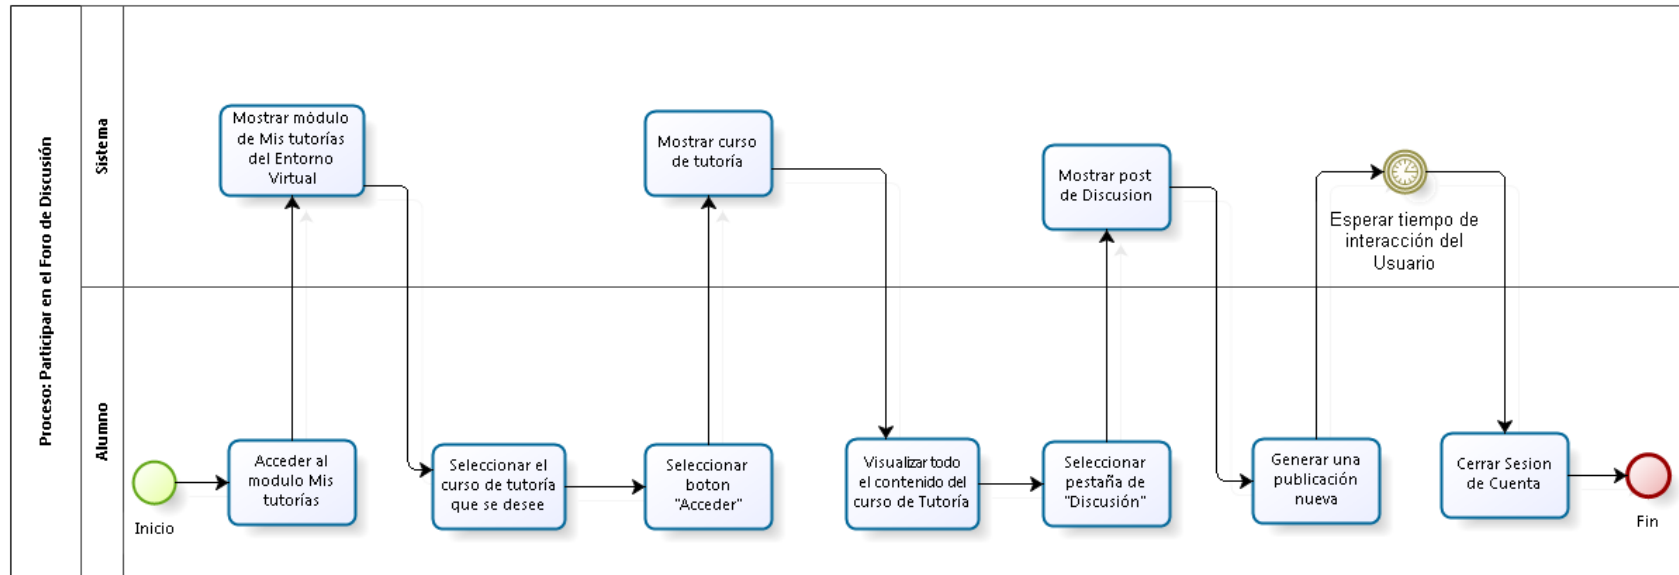 Proceso: Participar en el Foro de Discusión
Sistema
Mostrar módulo
de Mis tutorías
del Entorno
Virtual
Mostrar curso
de tutoría
Mostrar post
de Discusion
Esperar tiempo de
interacción del
Usuario
Alumno
Inicio
Acceder al
modulo Mis
tutorías
Seleccionar el
curso de tutoría
que se desee
Seleccionar
boton
"Acceder"
Visualizar todo
el contenido del
curso de Tutoría
Seleccionar
pestaña de
"Discusión"
Generar una
publicación
nueva
Cerrar Sesion
de Cuenta
Fin